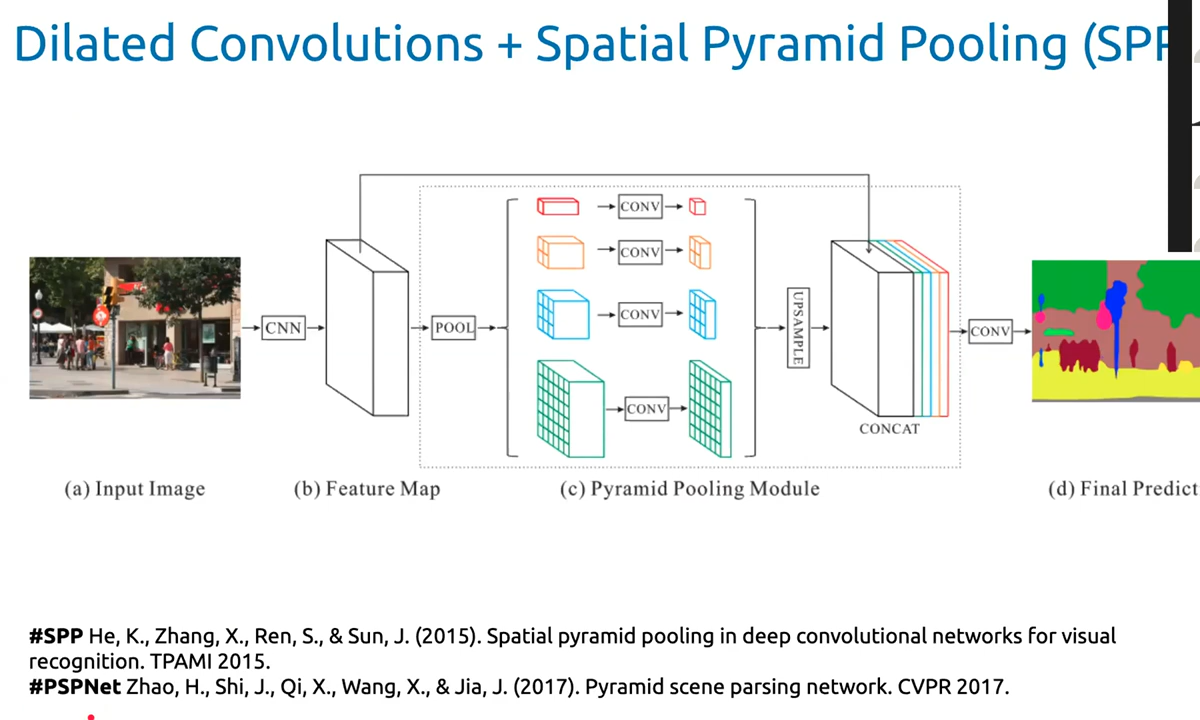 Dilated Convolutions + Spatial Pyramid Pooling (SPP
CONV
CONV
CONV
CONV
CNN
POOL
UPSAMPLE
CONV
CONCAT
(a) Input Image
(b) Feature Map
(c) Pyramid Pooling Module
(d) Final Predict
#SPP He, K., Zhang, X., Ren, S., & Sun, J. (2015). Spatial pyramid pooling in deep convolutional networks for visual
recognition. TPAMI 2015.
#PSPNet Zhao, H., Shi, J., Qi, X., Wang, X., & Jia, J. (2017). Pyramid scene parsing network. CVPR 2017.